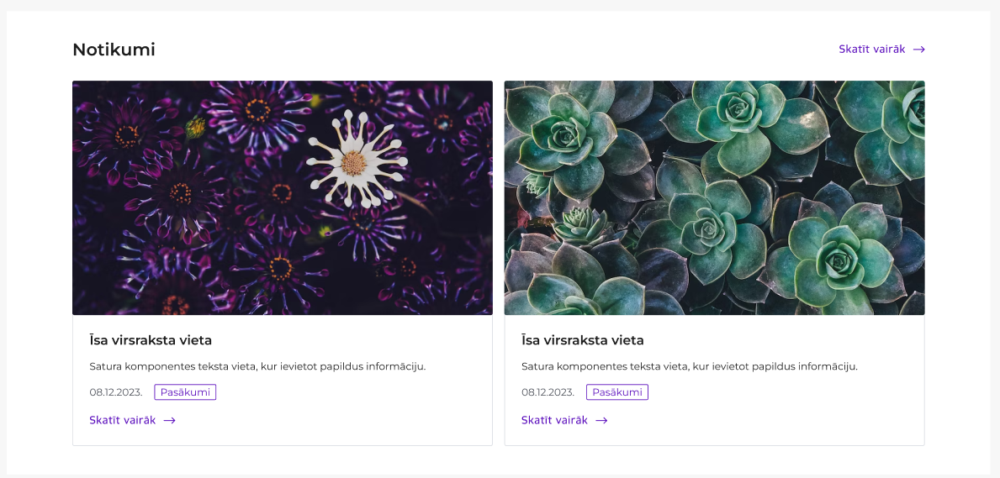 Notikumi
Skatīt vairāk
Īsa virsraksta vieta
Satura komponentes teksta vieta, kur ievietot papildus informāciju.
08.12.2023. Pasākumi
Skatīt vairāk
Īsa virsraksta vieta
Satura komponentes teksta vieta, kur ievietot papildus informāciju.
08.12.2023. Pasākumi
Skatīt vairāk